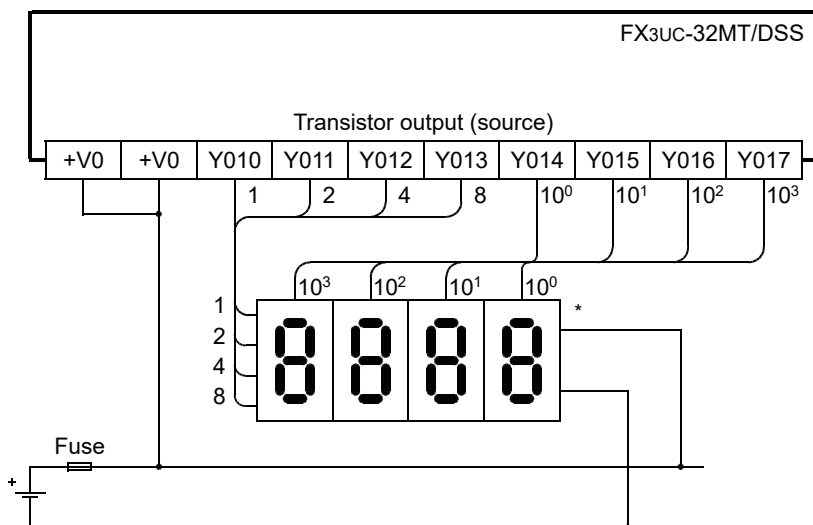 FX3UC-32MT/DSS
Transistor output (source)
+V0 +V0 Y010 Y011 Y012 Y013 Y014 Y015 Y016 Y017
1 2 4 8 10⁰ 10¹ 10² 10³
10³ 10² 10¹ 10⁰
1 *
2
4
8
Fuse
+